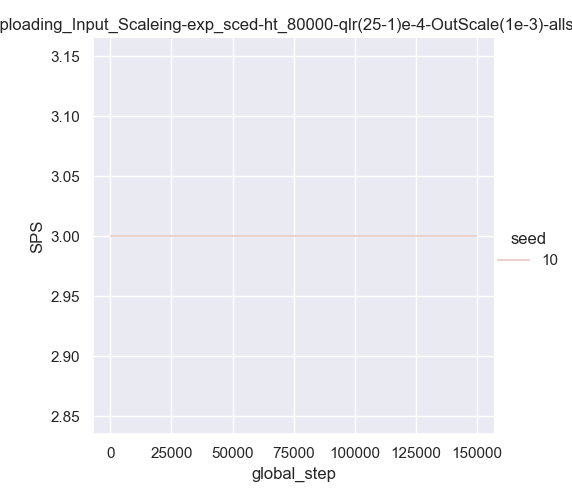 ploading_Input_Scaleing-exp_sced-ht_80000-qlr(25-1)e-4-OutScale(1e-3)-alls
3.15
3.10
3.05
3.00
2.95
2.90
2.85
SPS
0 25000 50000 75000 100000 125000 150000
global_step
seed
10